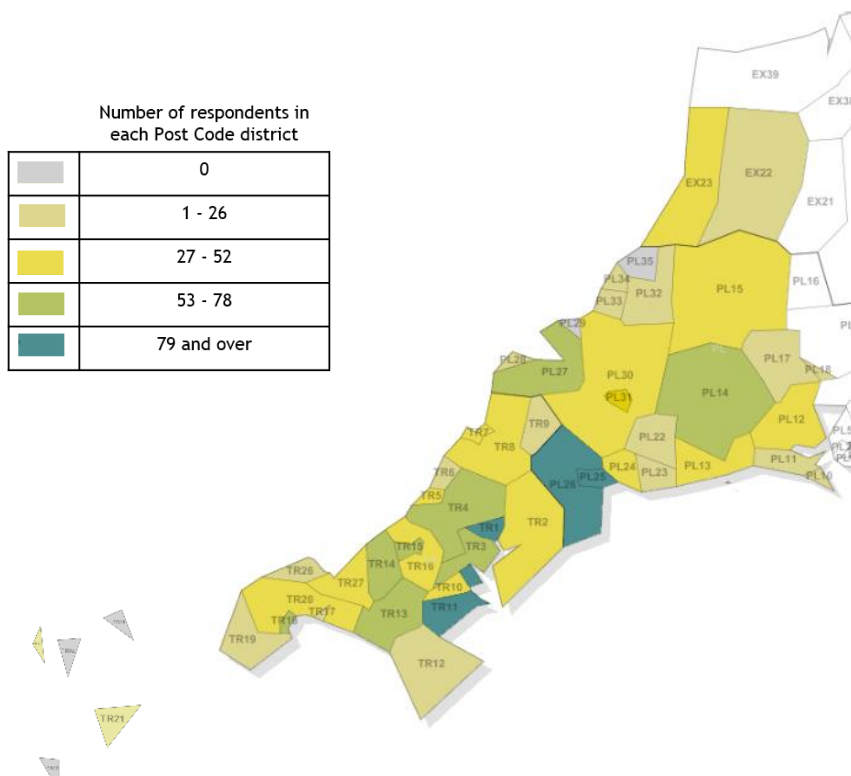 Number of respondents in
each Post Code district
0
1 - 26
27 - 52
53 - 78
79 and over
EX39
EX38
EX23
EX22
EX21
PL35
PL34
PL33
PL32
PL15
PL16
PL29
PL28
PL27
PL30
PL31
PL14
PL17
PL18
PL12
PL22
PL11
PL10
PL24
PL23
PL13
PL26
PL25
TR9
TR7
TR8
TR6
TR5
TR4
TR2
TR1
TR3
TR15
TR14
TR16
TR10
TR11
TR26
TR27
TR20
TR17
TR18
TR13
TR19
TR12
TR21